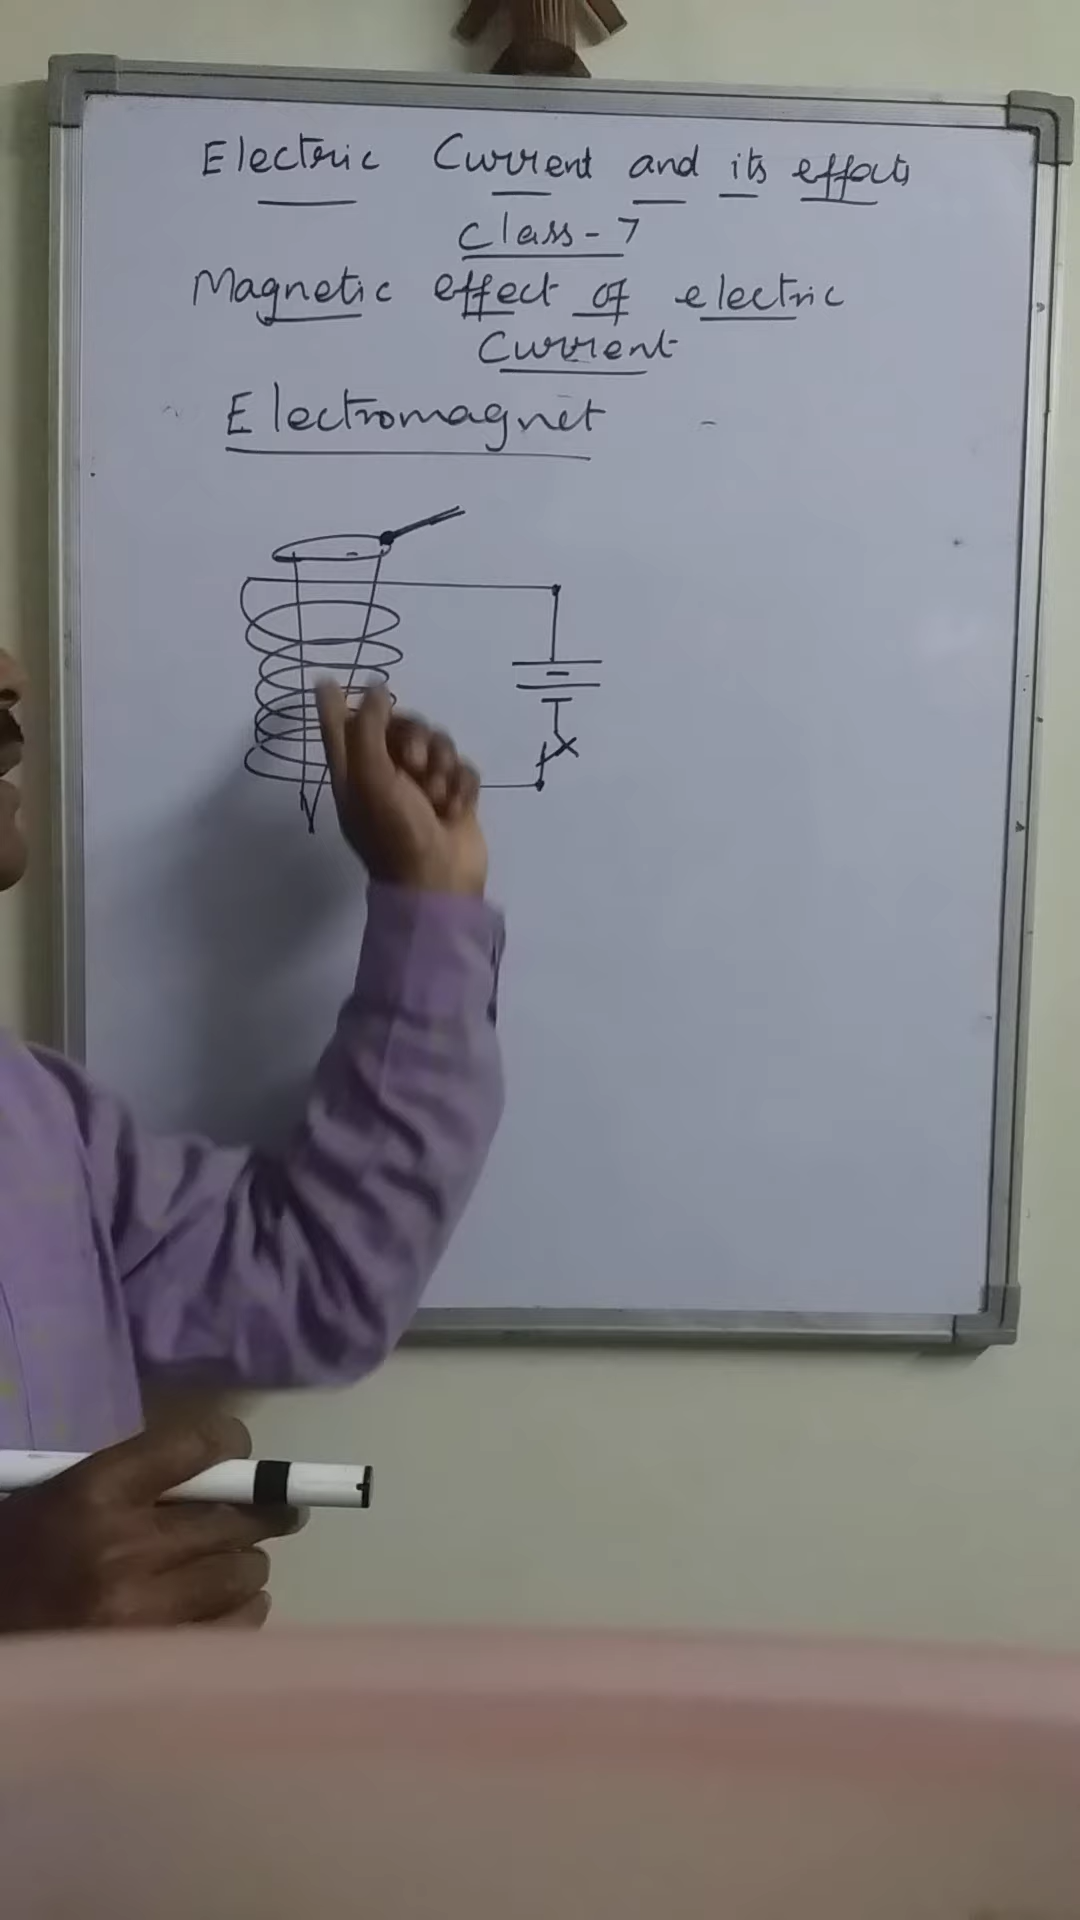 Electric Current and its effects
Class-7
Magnetic effect of electric
Current
Electromagnet